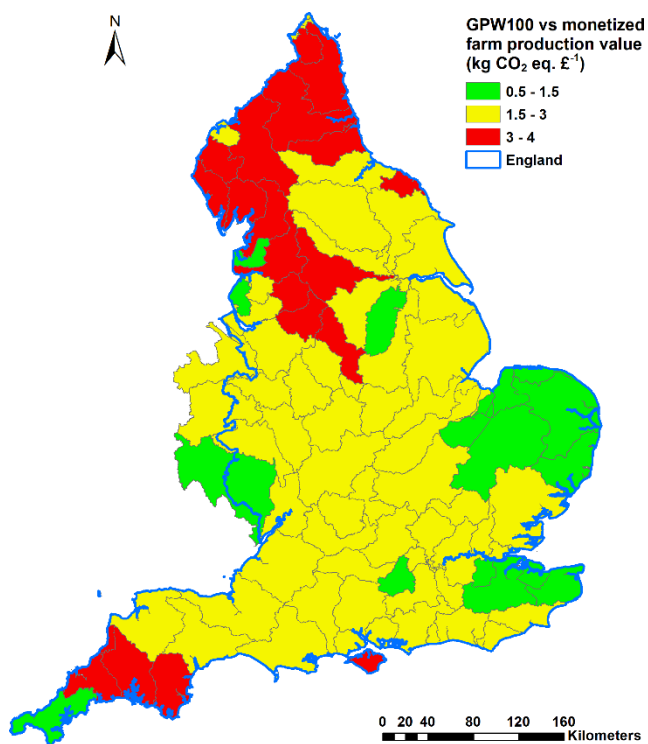 N
GPW100 vs monetized
farm production value
(kg CO₂ eq. £⁻¹)
0.5 - 1.5
1.5 - 3
3 - 4
England
0 20 40 80 120 160
Kilometers